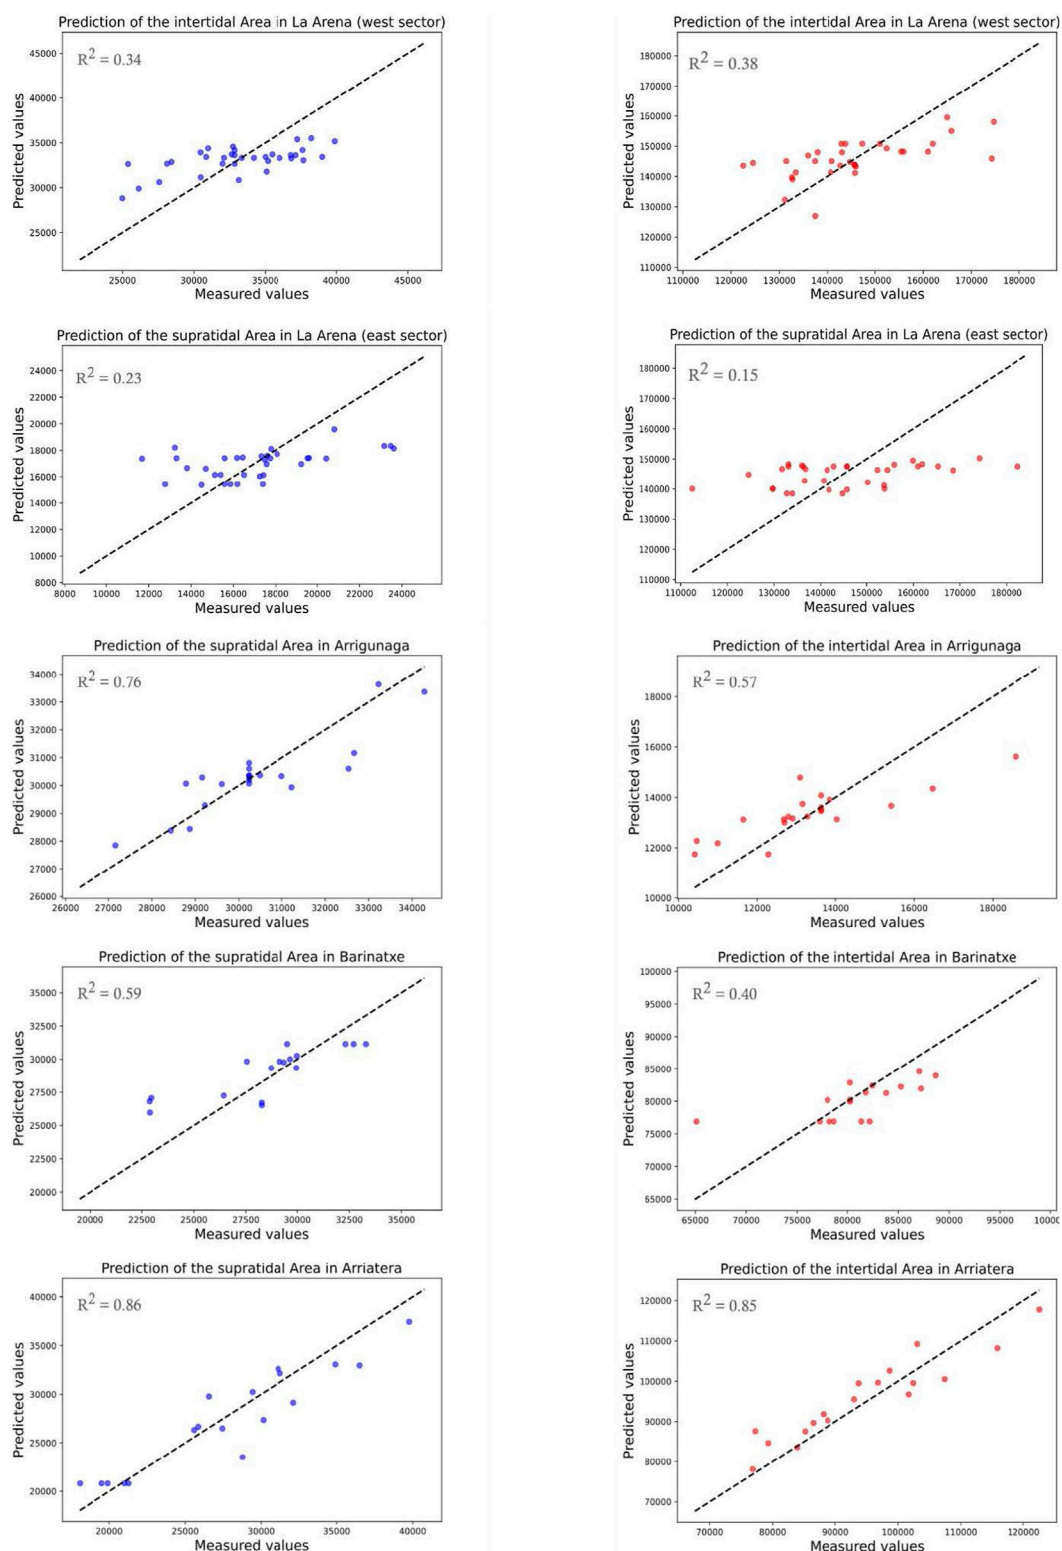 Prediction of the intertidal Area in La Arena (west sector)
R² = 0.34
Predicted values
45000
40000
35000
30000
25000
25000 30000 35000 40000 45000
Measured values
Prediction of the intertidal Area in La Arena (west sector)
R² = 0.38
Predicted values
180000
170000
160000
150000
140000
130000
120000
110000
110000 120000 130000 140000 150000 160000 170000 180000
Measured values
Prediction of the supratidal Area in La Arena (east sector)
R² = 0.23
Predicted values
24000
22000
20000
18000
16000
14000
12000
10000
8000
8000 10000 12000 14000 16000 18000 20000 22000 24000
Measured values
Prediction of the supratidal Area in La Arena (east sector)
R² = 0.15
Predicted values
180000
170000
160000
150000
140000
130000
120000
110000
110000 120000 130000 140000 150000 160000 170000 180000
Measured values
Prediction of the supratidal Area in Arrigunaga
R² = 0.76
Predicted values
34000
33000
32000
31000
30000
29000
28000
27000
26000
26000 27000 28000 29000 30000 31000 32000 33000 34000
Measured values
Prediction of the intertidal Area in Arrigunaga
R² = 0.57
Predicted values
18000
16000
14000
12000
10000
10000 12000 14000 16000 18000
Measured values
Prediction of the supratidal Area in Barinatxe
R² = 0.59
Predicted values
35000
32500
30000
27500
25000
22500
20000
20000 22500 25000 27500 30000 32500 35000
Measured values
Prediction of the intertidal Area in Barinatxe
R² = 0.40
Predicted values
100000
95000
90000
85000
80000
75000
70000
65000
65000 70000 75000 80000 85000 90000 95000 1000
Measured values
Prediction of the supratidal Area in Arriatera
R² = 0.86
Predicted values
40000
35000
30000
25000
20000
20000 25000 30000 35000 40000
Measured values
Prediction of the intertidal Area in Arriatera
R² = 0.85
Predicted values
120000
110000
100000
90000
80000
70000
70000 80000 90000 100000 110000 120000
Measured values